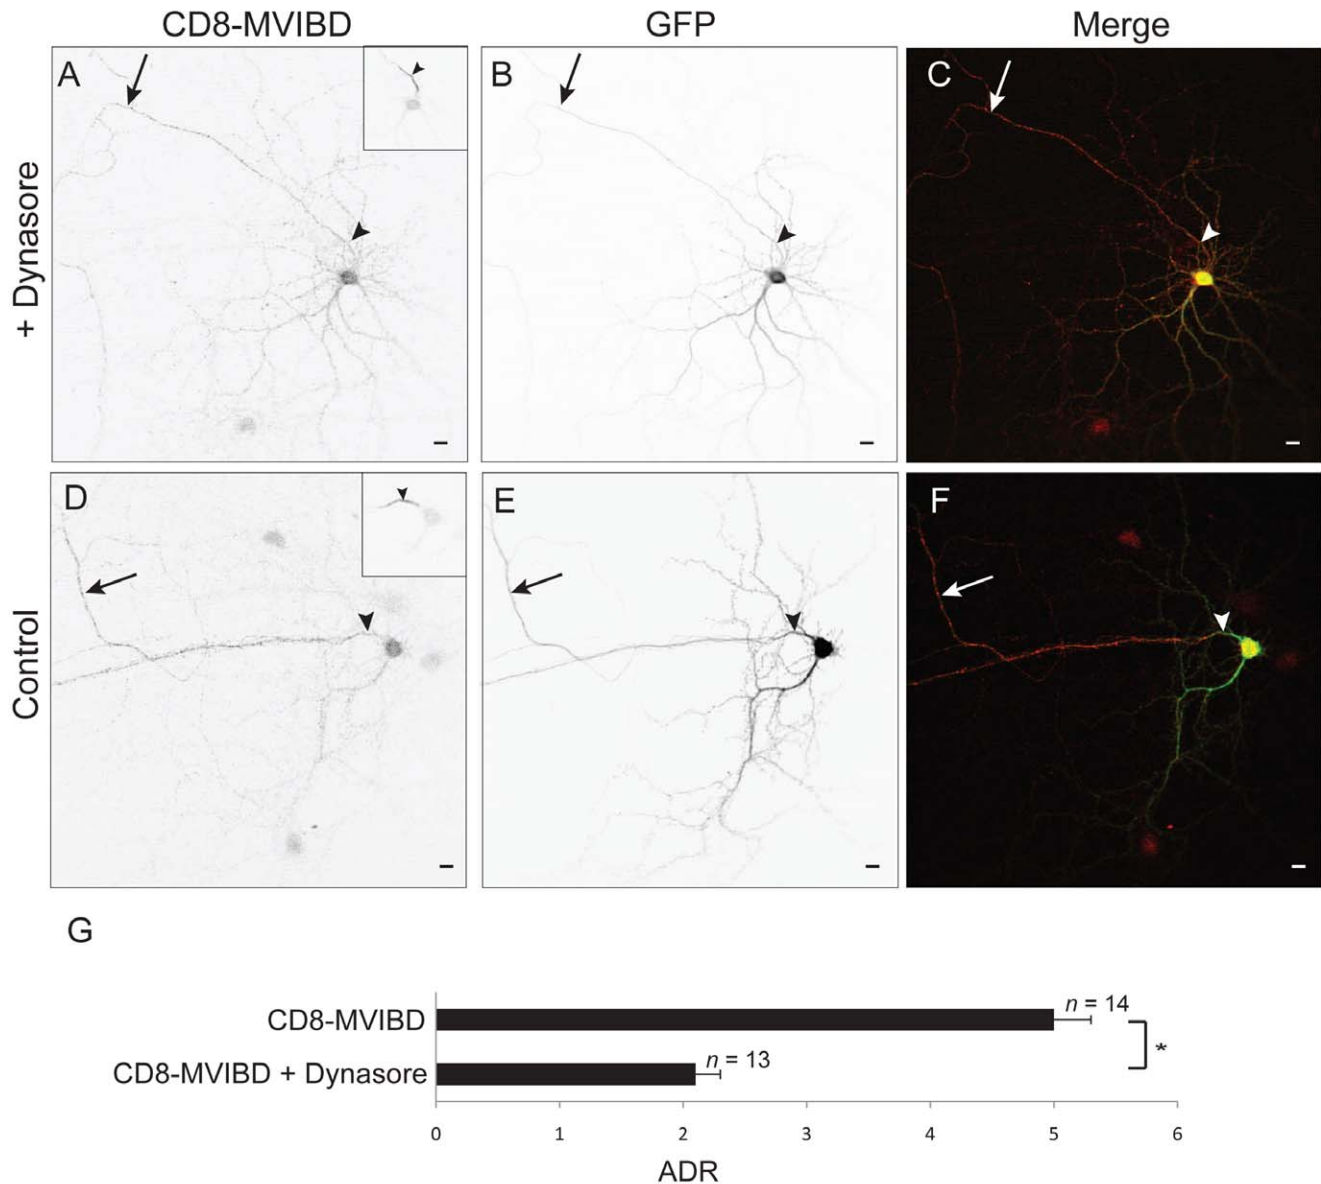 CD8-MVIBD GFP Merge
+ Dynasore
A B C
Control
D E F
G
CD8-MVIBD n = 14
*
CD8-MVIBD + Dynasore n = 13
0 1 2 3 4 5 6
ADR